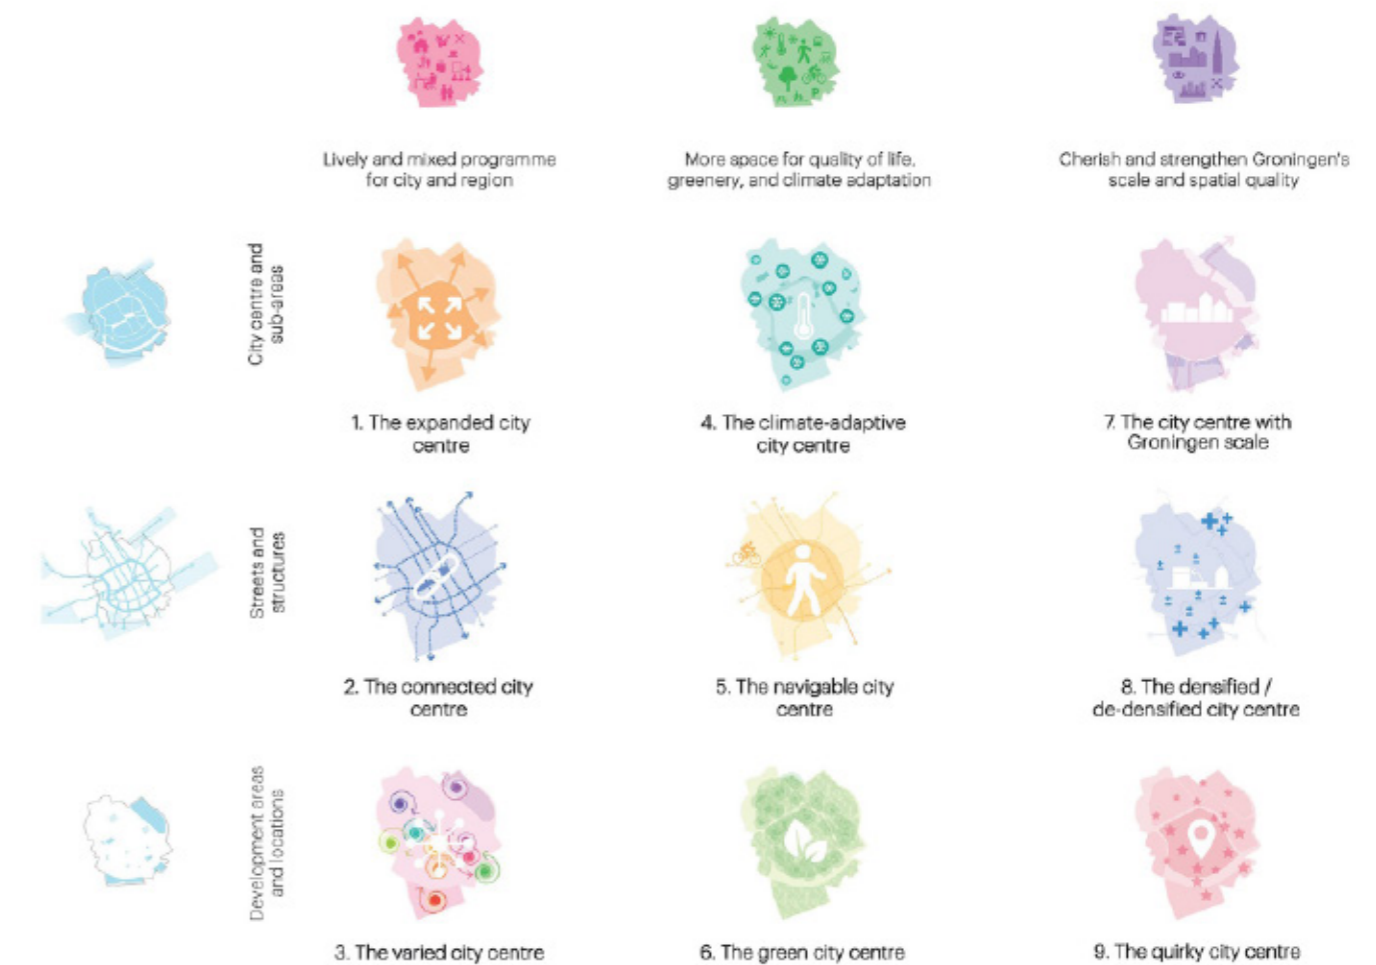 Lively and mixed programme
for city and region
More space for quality of life,
greenery, and climate adaptation
Cherish and strengthen Groningen's
scale and spatial quality
City centre and
sub-areas
1. The expanded city
centre
4. The climate-adaptive
city centre
7. The city centre with
Groningen scale
Streets and
structures
2. The connected city
centre
5. The navigable city
centre
8. The densified /
de-densified city centre
Development areas
and locations
3. The varied city centre
6. The green city centre
9. The quirky city centre